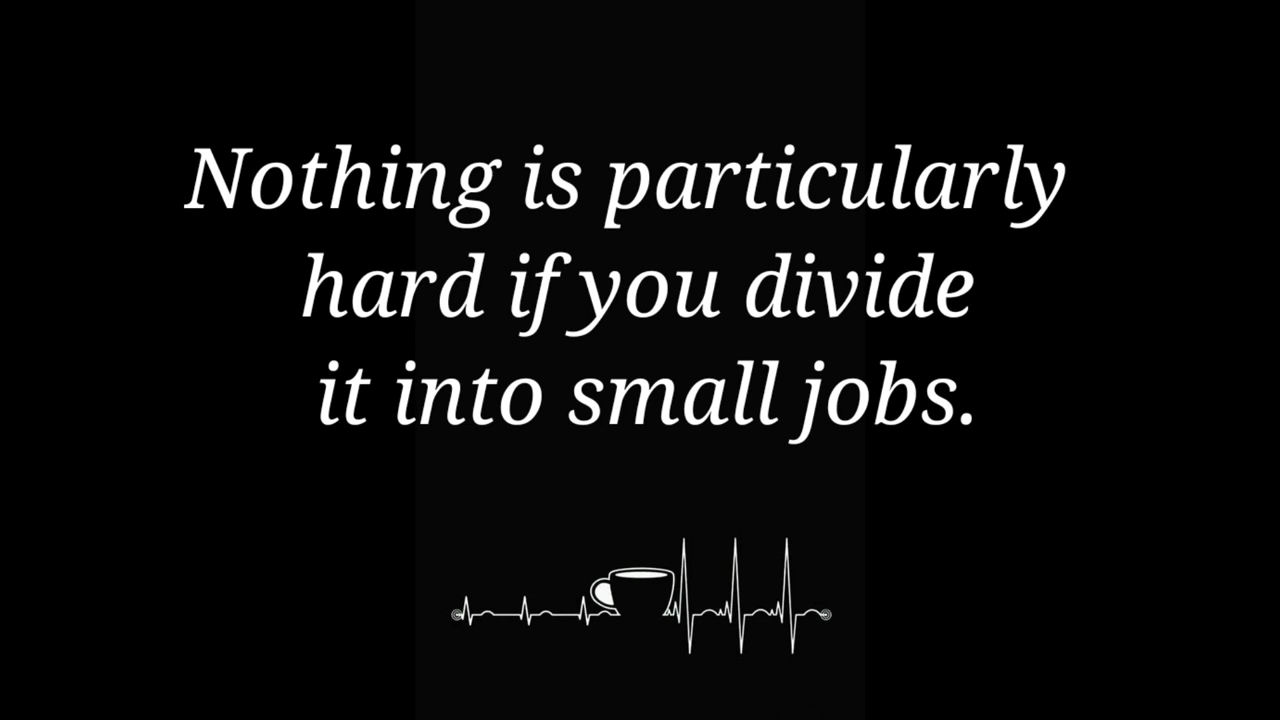 Nothing is particularly
hard if you divide
it into small jobs.